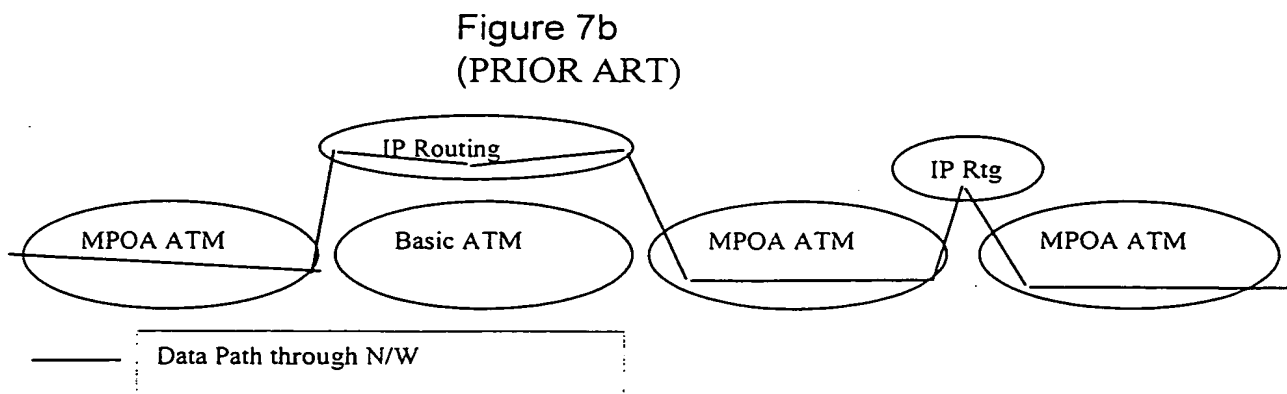 Figure 7b
(PRIOR ART)
IP Routing
IP Rtg
MPOA ATM
Basic ATM
MPOA ATM
MPOA ATM
Data Path through N/W